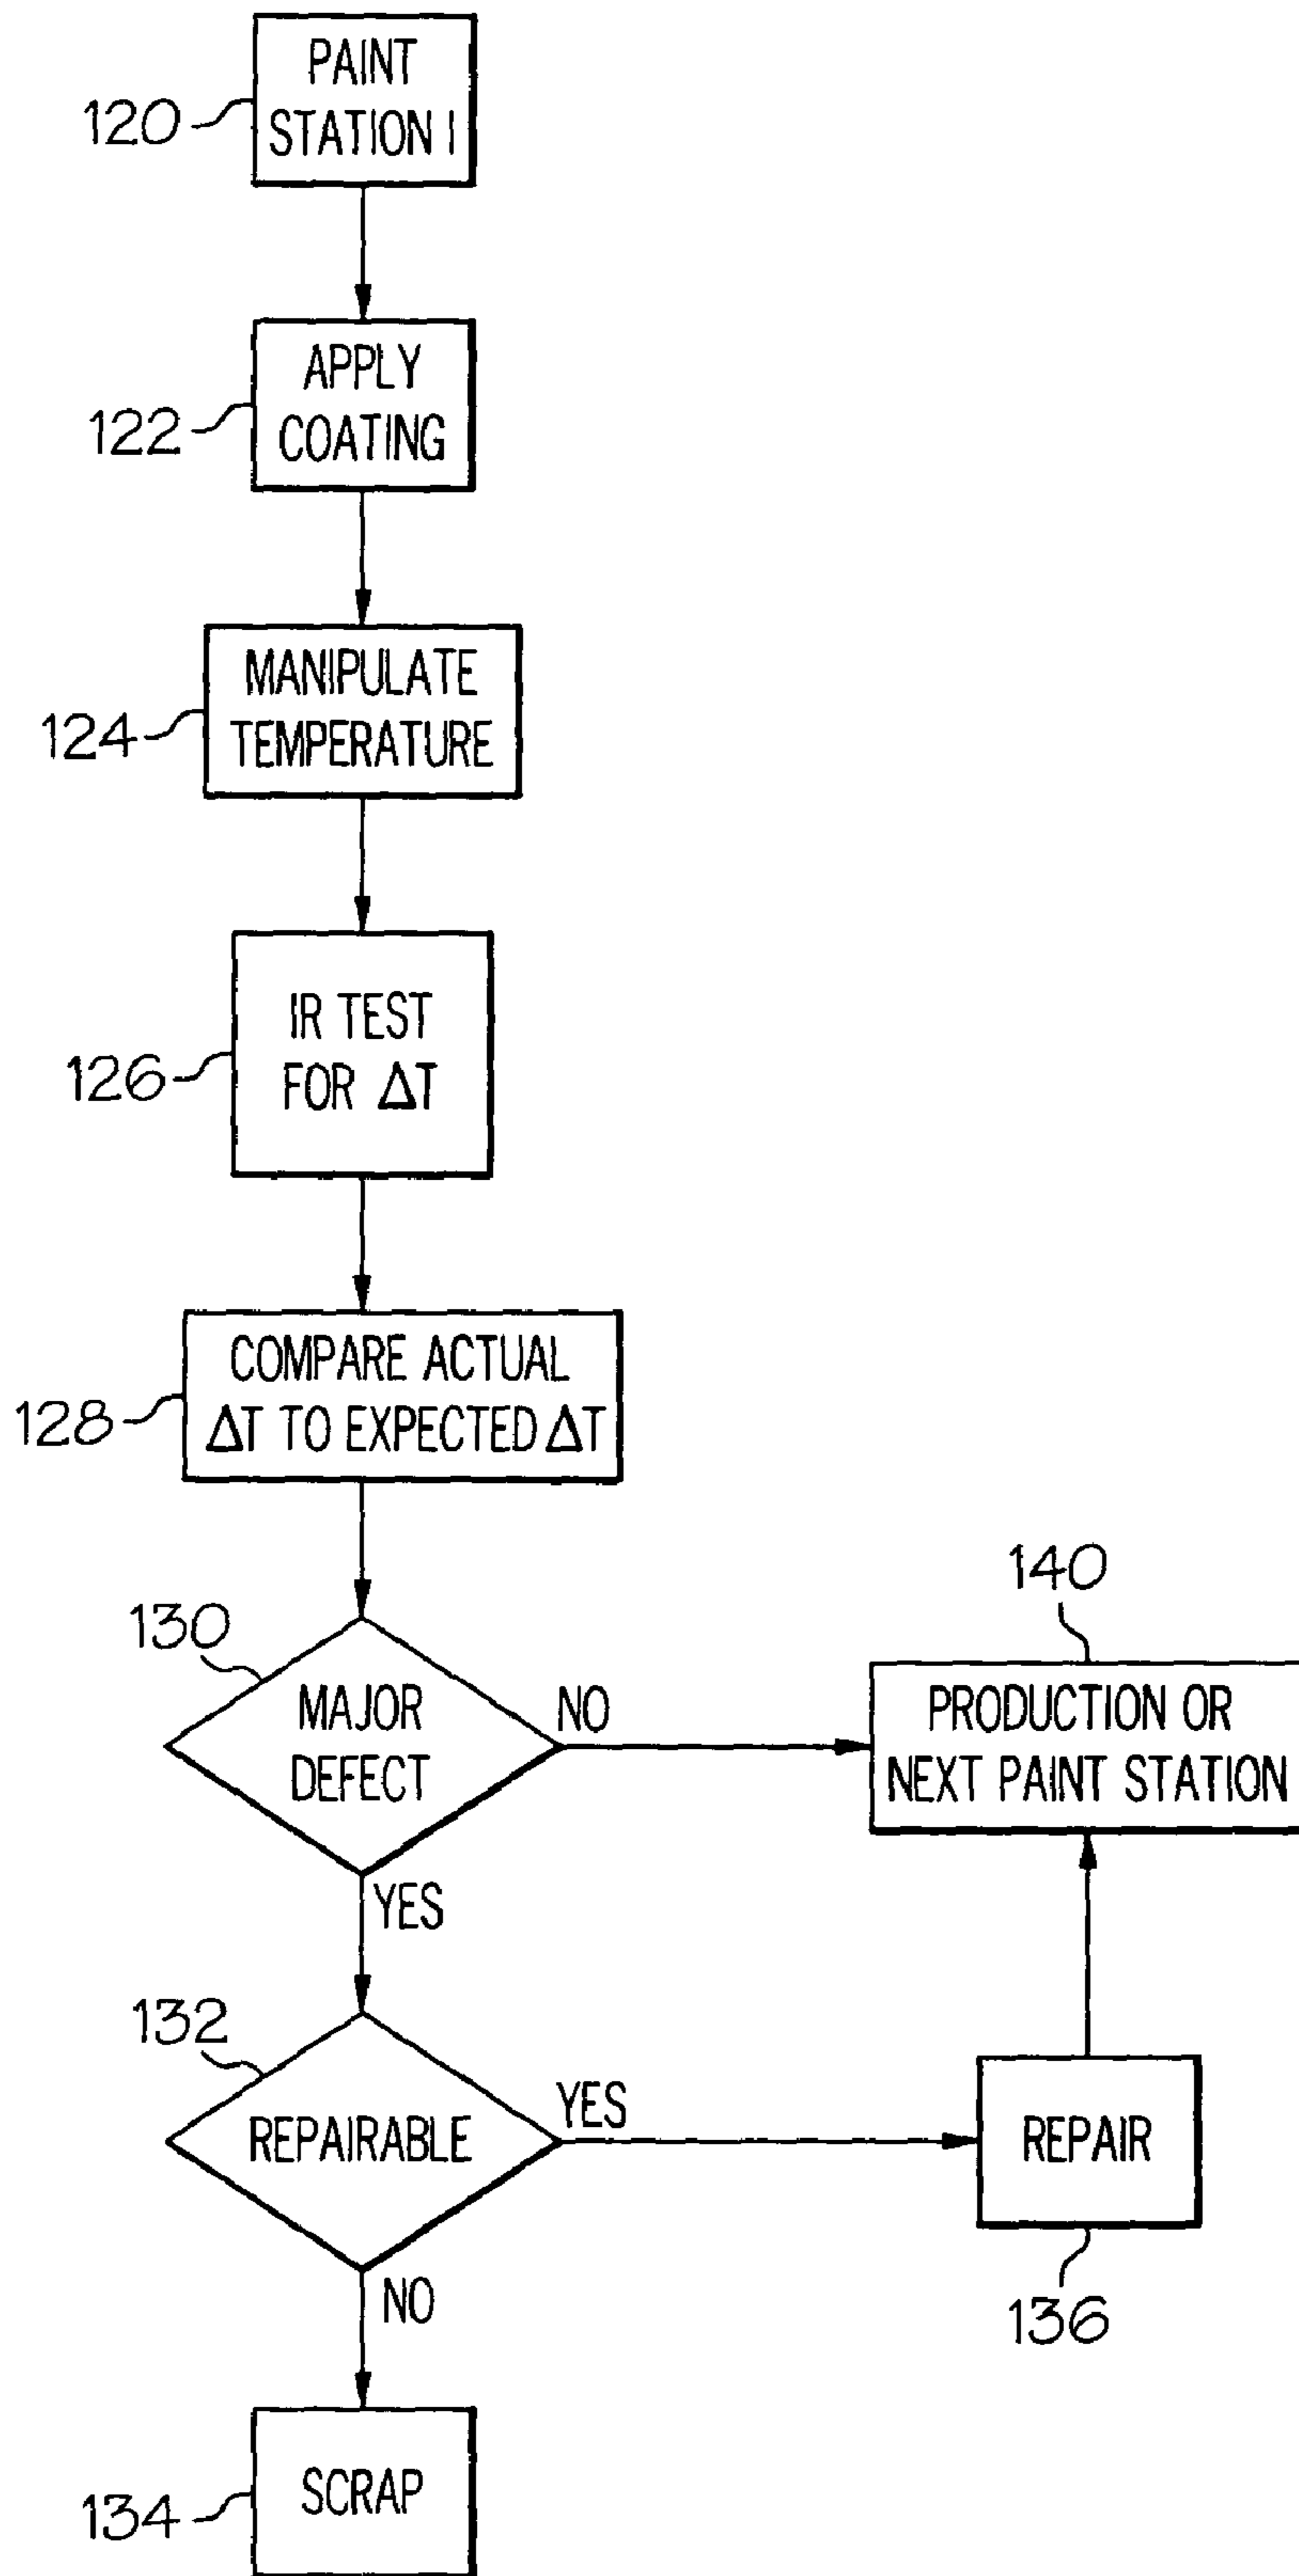 PAINT
STATION 1
120
APPLY
COATING
122
MANIPULATE
TEMPERATURE
124
IR TEST
FOR ΔT
126
COMPARE ACTUAL
ΔT TO EXPECTED ΔT
128
130
MAJOR
DEFECT
NO
YES
140
PRODUCTION OR
NEXT PAINT STATION
132
REPAIRABLE
YES
NO
REPAIR
136
SCRAP
134